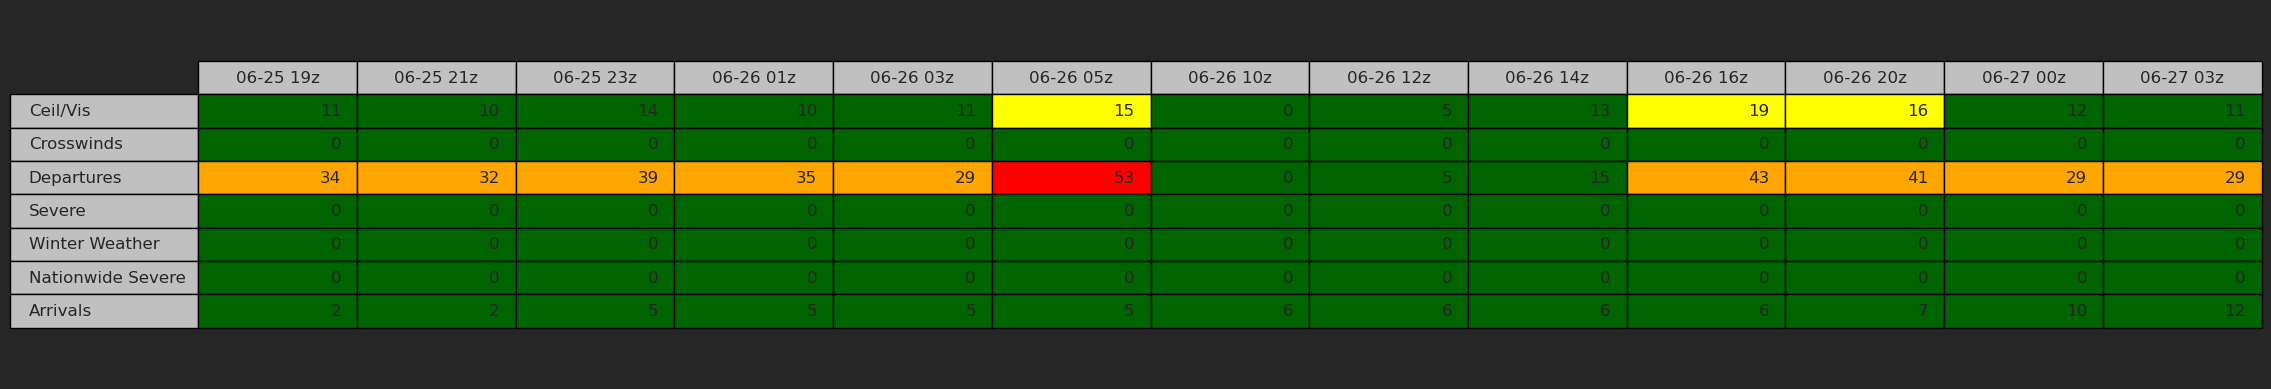 06-25 19z 06-25 21z 06-25 23z 06-26 01z 06-26 03z 06-26 05z 06-26 10z 06-26 12z 06-26 14z 06-26 16z 06-26 20z 06-27 00z 06-27 03z
Ceil/Vis 11 10 14 10 11 15 0 5 13 19 16 12 11
Crosswinds 0 0 0 0 0 0 0 0 0 0 0 0 0
Departures 34 32 39 35 29 53 0 5 15 43 41 29 29
Severe 0 0 0 0 0 0 0 0 0 0 0 0 0
Winter Weather 0 0 0 0 0 0 0 0 0 0 0 0 0
Nationwide Severe 0 0 0 0 0 0 0 0 0 0 0 0 0
Arrivals 2 2 5 5 5 5 6 6 6 6 7 10 12